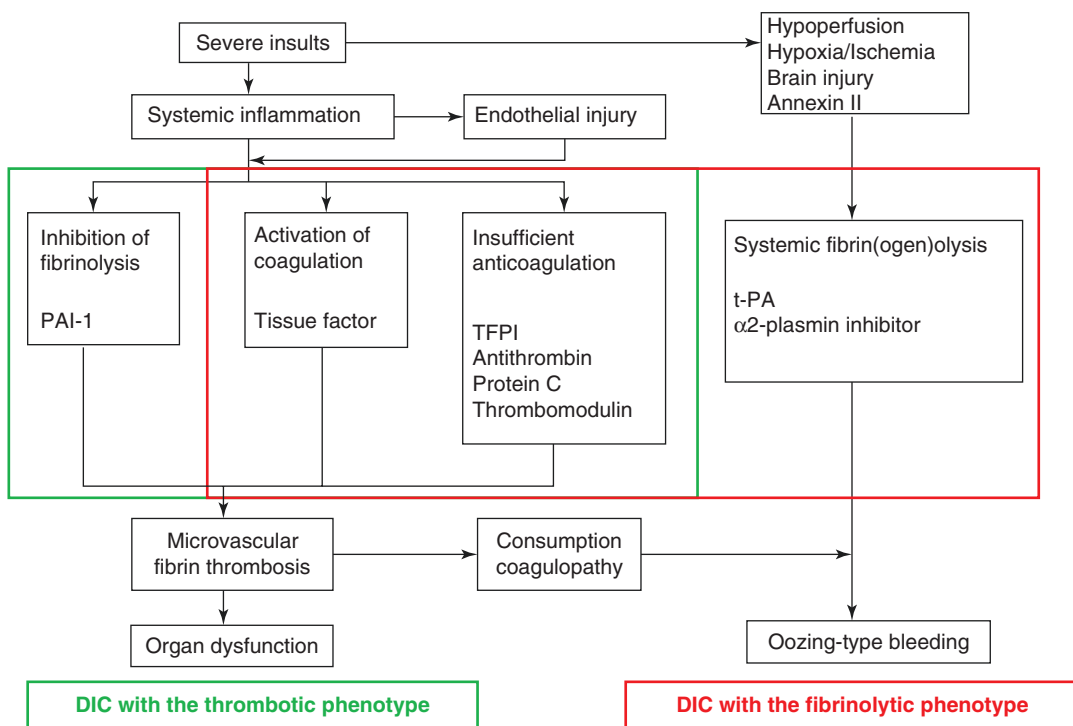 Severe insults
Hypoperfusion
Hypoxia/Ischemia
Brain injury
Annexin II
Systemic inflammation
Endothelial injury
Inhibition of
fibrinolysis
PAI-1
Activation of
coagulation
Tissue factor
Insufficient
anticoagulation
TFPI
Antithrombin
Protein C
Thrombomodulin
Systemic fibrin(ogen)olysis
t-PA
α2-plasmin inhibitor
Microvascular
fibrin thrombosis
Consumption
coagulopathy
Organ dysfunction
Oozing-type bleeding
DIC with the thrombotic phenotype
DIC with the fibrinolytic phenotype